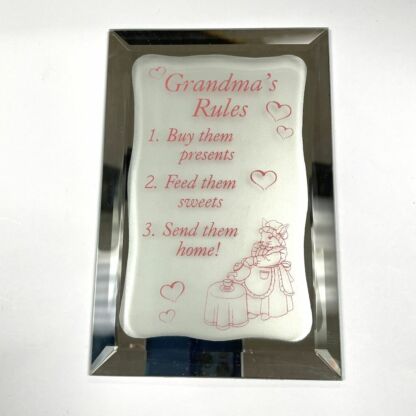 Grandma's
Rules
1. Buy them
presents
2. Feed them
sweets
3. Send them
home!